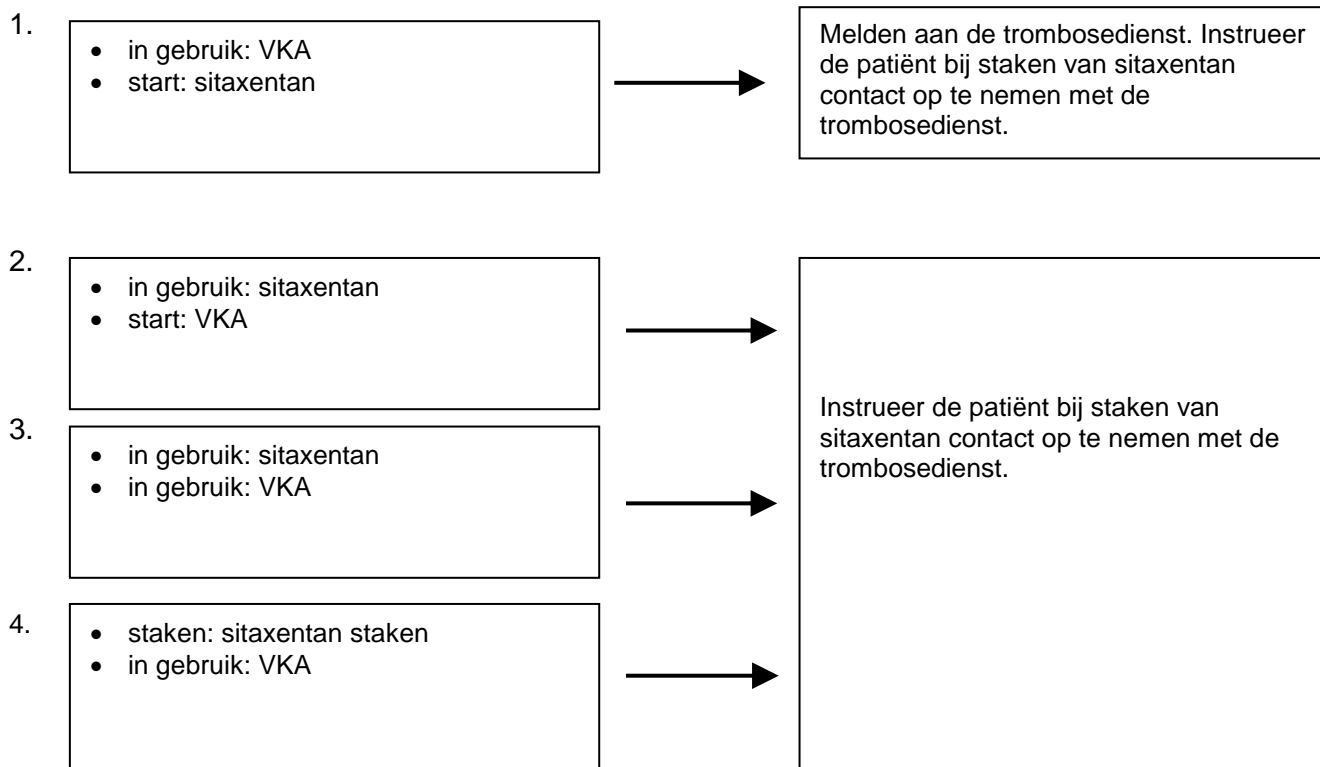 1.
• in gebruik: VKA
• start: sitaxentan
Melden aan de trombosedienst. Instrueer
de patiënt bij staken van sitaxentan
contact op te nemen met de
trombosedienst.
2.
• in gebruik: sitaxentan
• start: VKA
3.
• in gebruik: sitaxentan
• in gebruik: VKA
4.
• staken: sitaxentan staken
• in gebruik: VKA
Instrueer de patiënt bij staken van
sitaxentan contact op te nemen met de
trombosedienst.